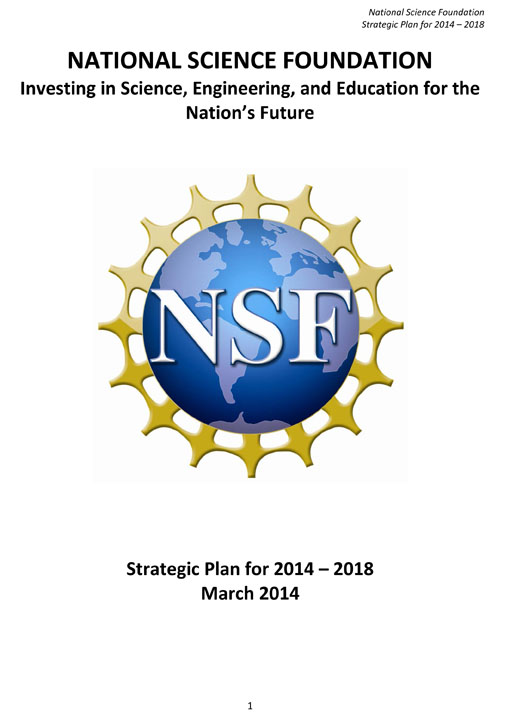 National Science Foundation
Strategic Plan for 2014 – 2018
NATIONAL SCIENCE FOUNDATION
Investing in Science, Engineering, and Education for the
Nation’s Future
NSF
Strategic Plan for 2014 – 2018
March 2014
1